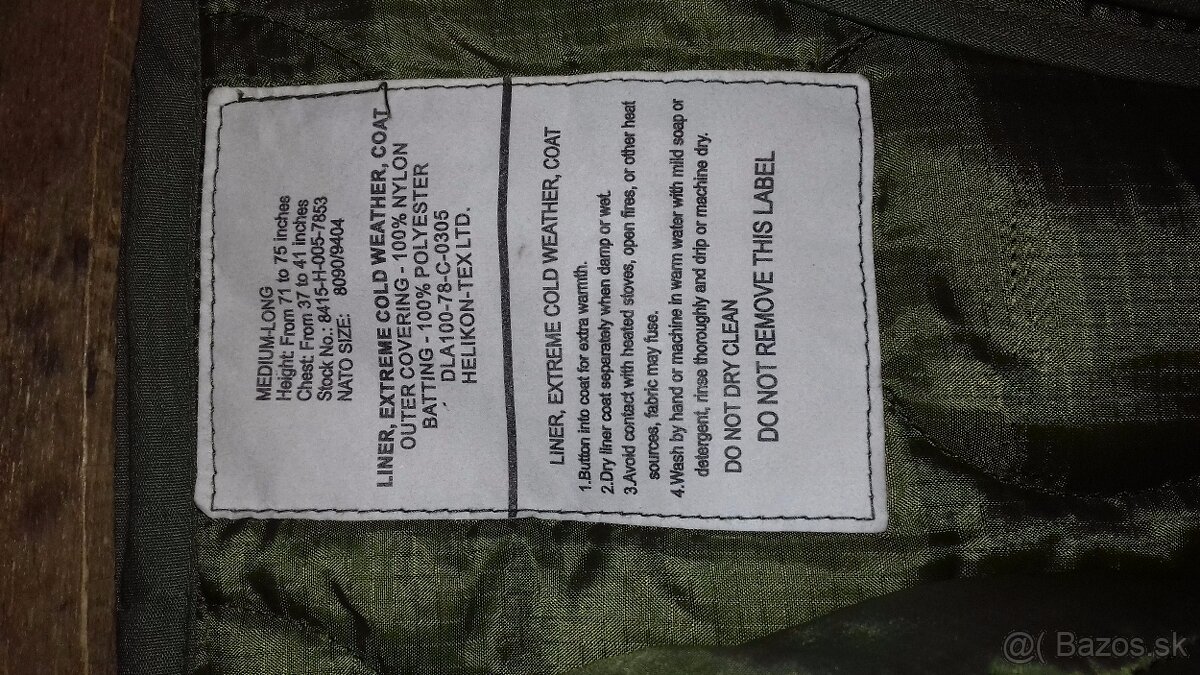 MEDIUM-LONG
Height: From 71 to 75 inches
Chest: From 37 to 41 inches
Stock No.: 8415-H-005-7853
NATO SIZE: 8090/9404
LINER, EXTREME COLD WEATHER, COAT
OUTER COVERING - 100% NYLON
BATTING - 100% POLYESTER
DLA100-78-C-0305
HELIKON-TEX LTD.
LINER, EXTREME COLD WEATHER, COAT
1.Button into coat for extra warmth.
2.Dry liner coat separately when damp or wet.
3.Avoid contact with heated stoves, open fires, or other heat
sources, fabric may fuse.
4.Wash by hand or machine in warm water with mild soap or
detergent, rinse thoroughly and drip or machine dry.
DO NOT DRY CLEAN
DO NOT REMOVE THIS LABEL
@( Bazos.sk